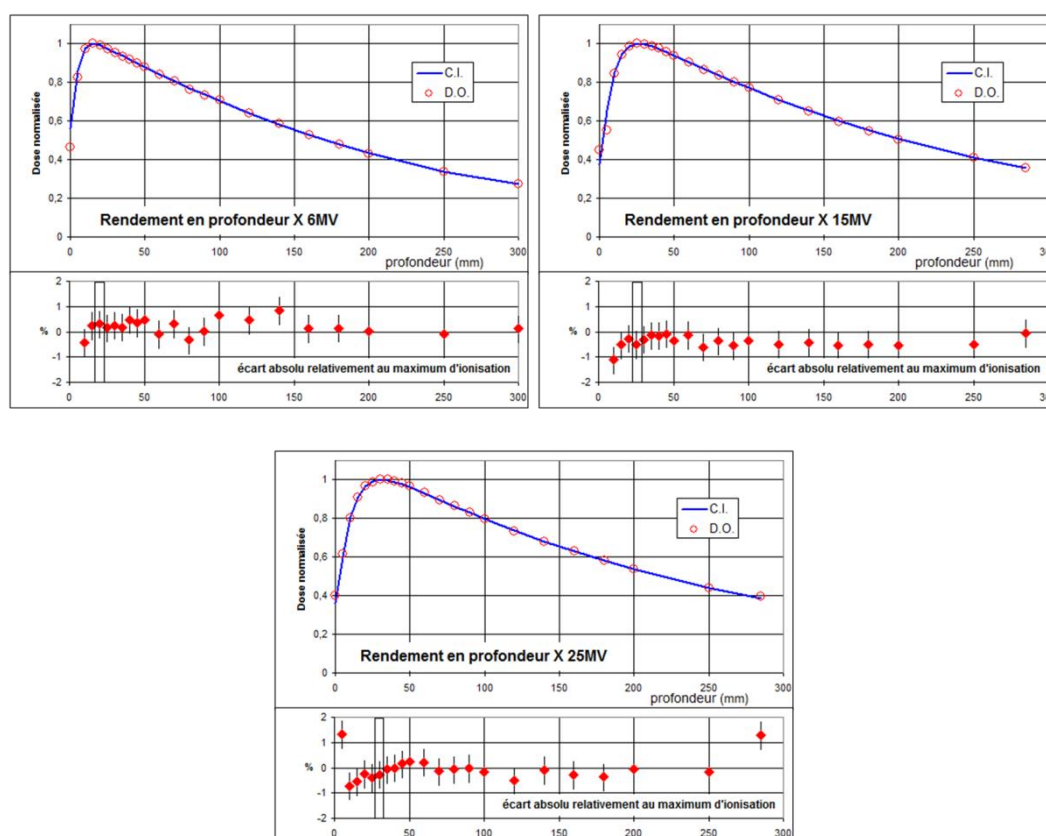 1
0,8
0,6
0,4
0,2
0
Dose normalisée
C.I.
D.O.
Rendement en profondeur X 6MV
0 50 100 150 200 250 300
profondeur (mm)
2
1
0
-1
-2
%
écart absolu relativement au maximum d'ionisation
0 50 100 150 200 250 300
1
0,8
0,6
0,4
0,2
0
Dose normalisée
C.I.
D.O.
Rendement en profondeur X 15MV
0 50 100 150 200 250 300
profondeur (mm)
2
1
0
-1
-2
%
écart absolu relativement au maximum d'ionisation
0 50 100 150 200 250 300
1
0,8
0,6
0,4
0,2
0
Dose normalisée
C.I.
D.O.
Rendement en profondeur X 25MV
0 50 100 150 200 250 300
profondeur (mm)
2
1
0
-1
-2
%
écart absolu relativement au maximum d'ionisation